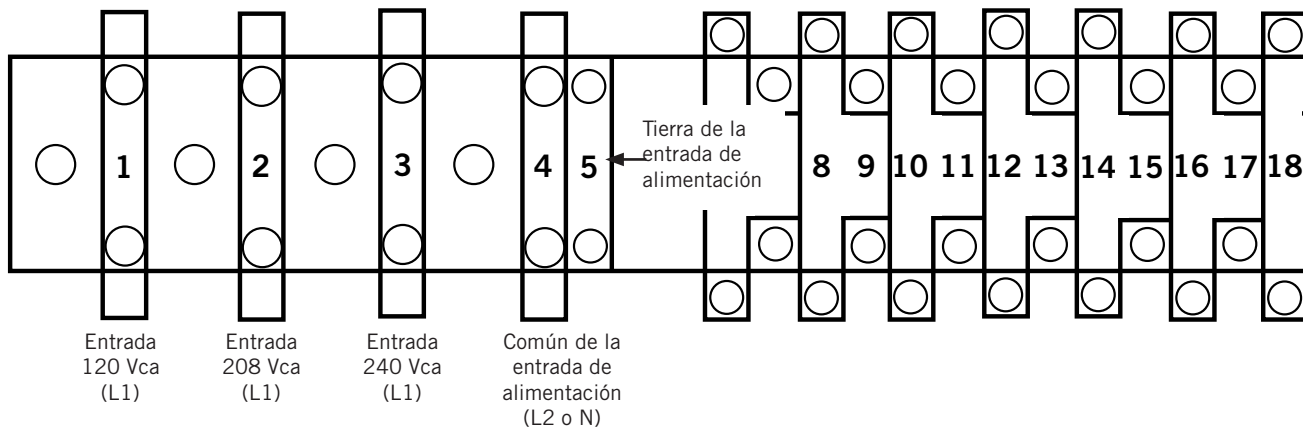 1 2 3 4 5 8 9 10 11 12 13 14 15 16 17 18
Tierra de la
entrada de
alimentación
Entrada
120 Vca
(L1)
Entrada
208 Vca
(L1)
Entrada
240 Vca
(L1)
Común de la
entrada de
alimentación
(L2 o N)